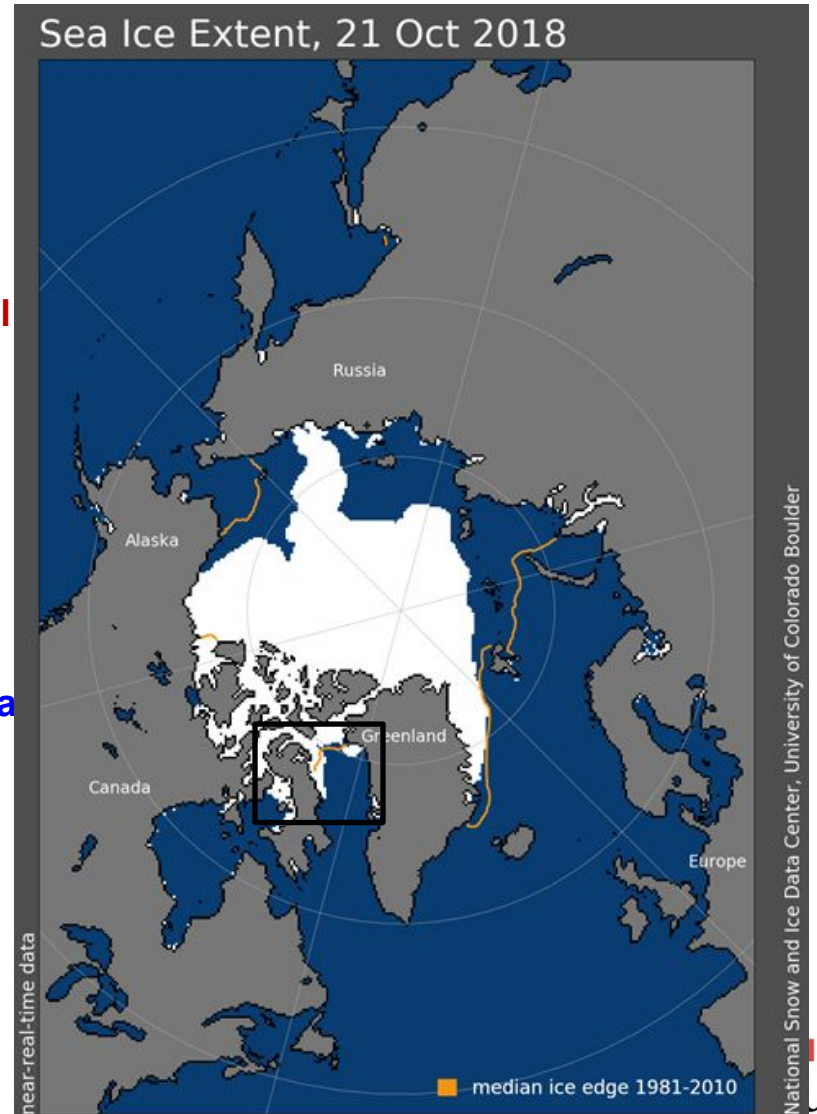 Sea Ice Extent, 21 Oct 2018
Russia
Alaska
Greenland
Canada
Europe
near-real-time data
National Snow and Ice Data Center, University of Colorado Boulder
median ice edge 1981-2010
a